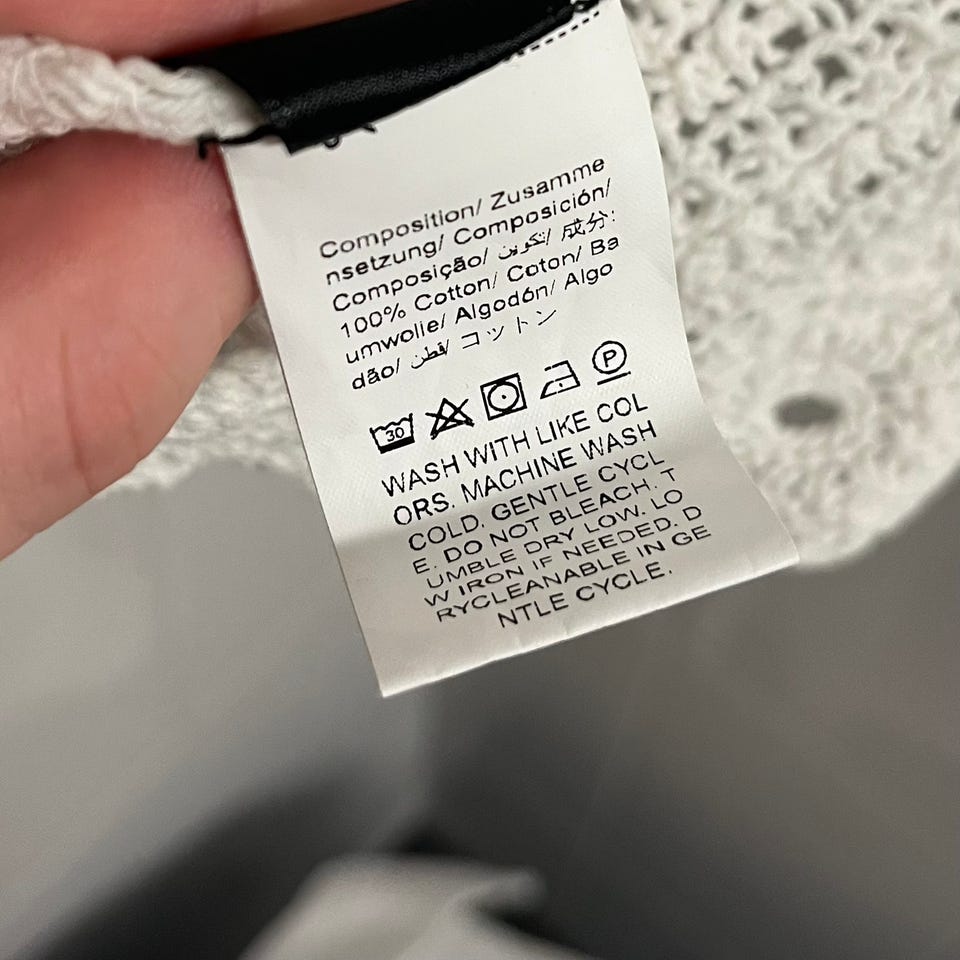 Composition/ Zusamme
nsetzung/ Composición/
Composição/ تكوين/ 成分:
100% Cotton/ Coton/ Ba
umwolle/ Algodón/ Algo
dão/ قطن/ コットン
30 P
WASH WITH LIKE COL
ORS. MACHINE WASH
COLD. GENTLE CYCL
E. DO NOT BLEACH. T
UMBLE DRY LOW. LO
W IRON IF NEEDED. D
RYCLEANABLE IN GE
NTLE CYCLE.